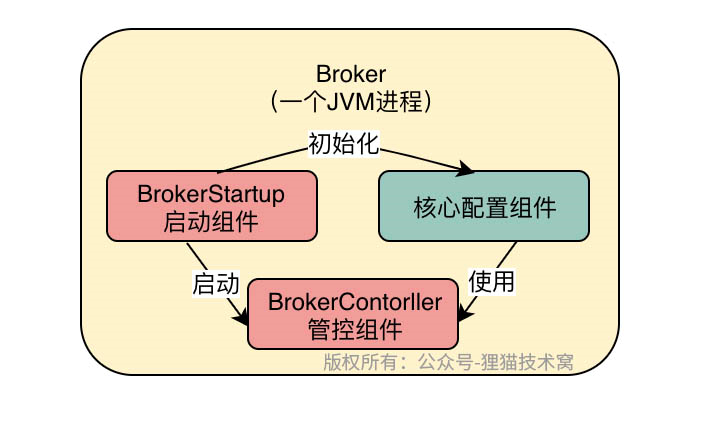 Broker
（一个JVM进程）
初始化
BrokerStartup
启动组件
核心配置组件
启动
使用
BrokerContorller
管控组件
版权所有：公众号-狸猫技术窝